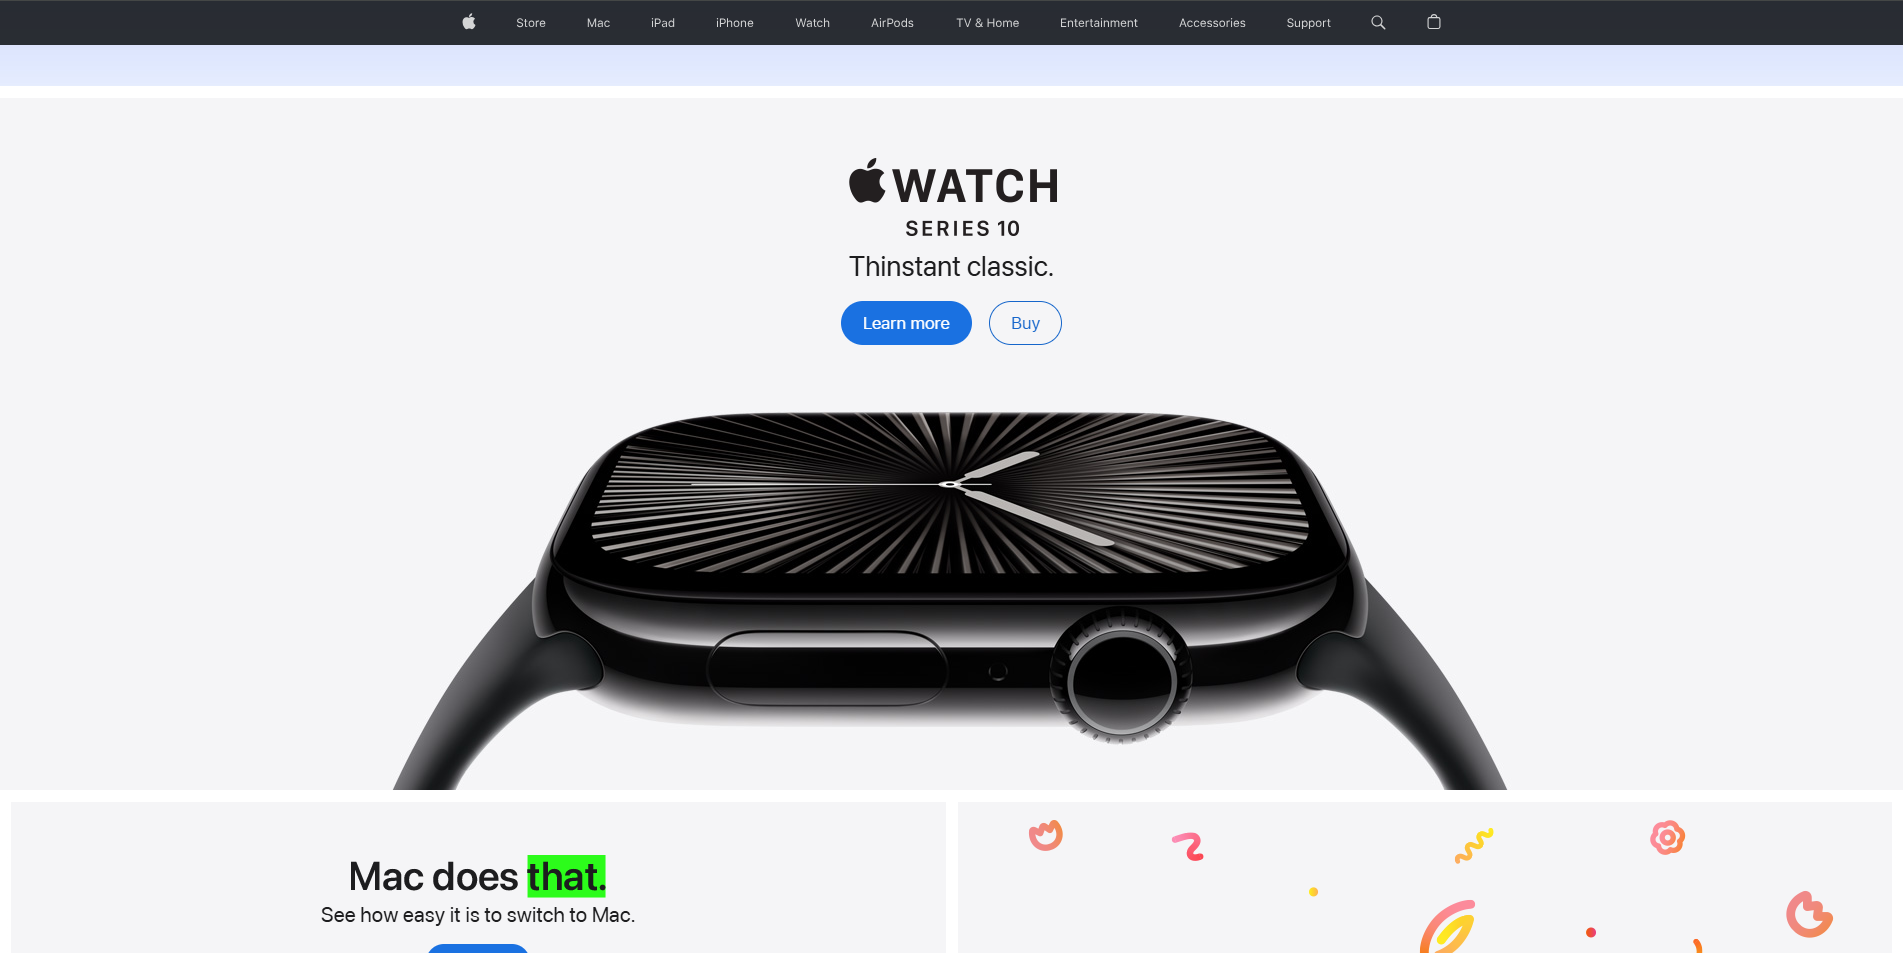 Store Mac iPad iPhone Watch AirPods TV & Home Entertainment Accessories Support
WATCH
SERIES 10
Thinstant classic.
Learn more Buy
Mac does that.
See how easy it is to switch to Mac.